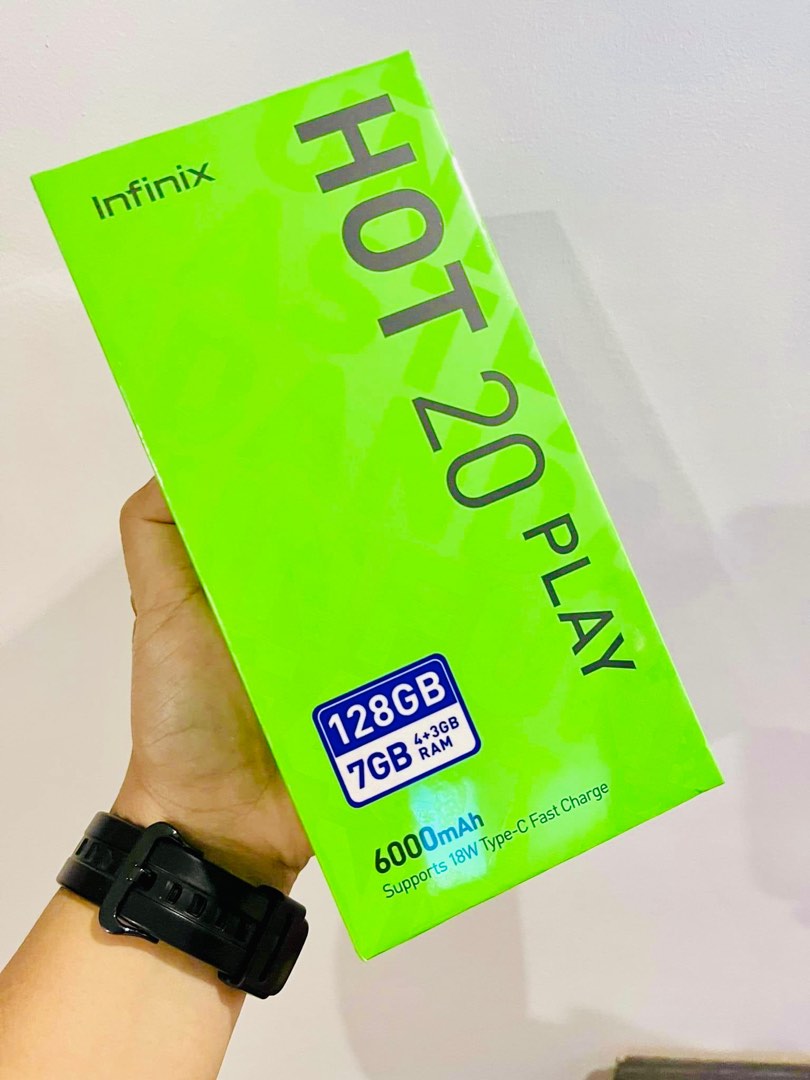 Infinix
HOT 20 PLAY
128GB
7GB 4+3GB RAM
6000mAh
Supports 18W Type-C Fast Charge